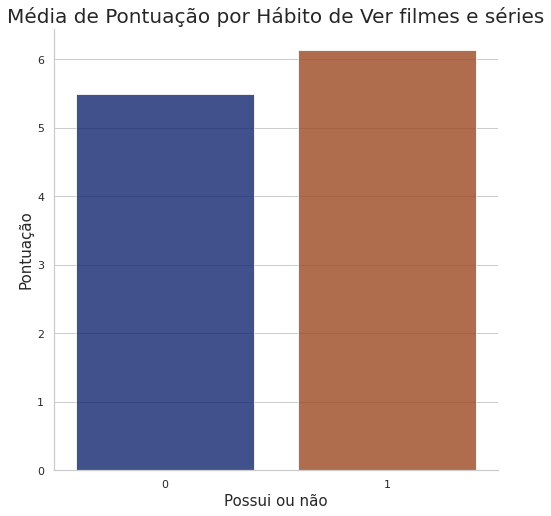 Média de Pontuação por Hábito de Ver filmes e séries
6
5
4
3
2
1
0
Pontuação
0 1
Possui ou não